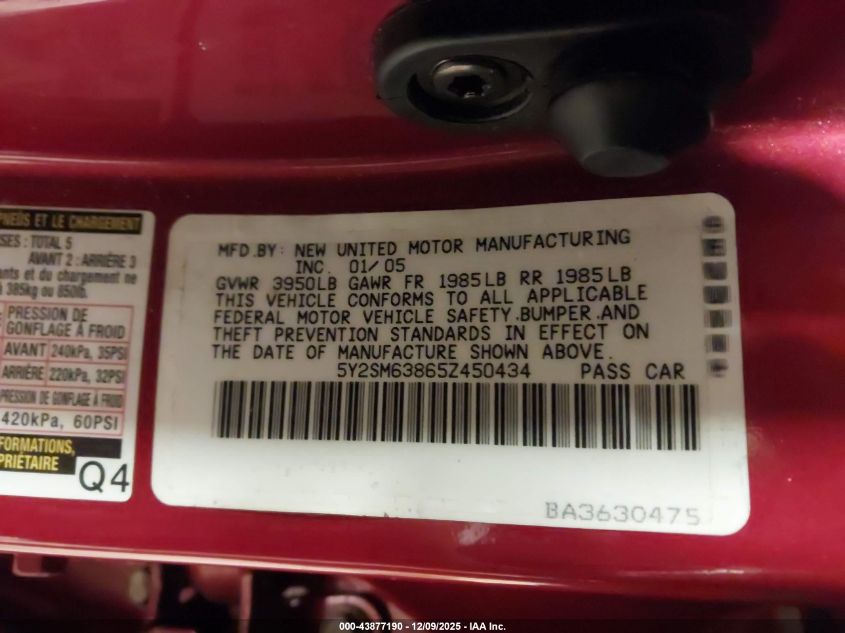 PNEUS ET LE CHARGEMENT
SES : TOTAL 5
AVANT 2 : ARRIÈRE 3
ants et du chargement ne
à 385kg ou 850lb.
PRESSION DE
GONFLAGE À FROID
AVANT 240kPa, 35PSI
ARRIÈRE 220kPa, 32PSI
PRESSION DE GONFLAGE À FROID
420kPa, 60PSI
FORMATIONS,
PRIÉTAIRE
Q4
MFD.BY: NEW UNITED MOTOR MANUFACTURING
INC. 01/05
GVWR 3950LB GAWR FR 1985LB RR 1985LB
THIS VEHICLE CONFORMS TO ALL APPLICABLE
FEDERAL MOTOR VEHICLE SAFETY.BUMPER.AND
THEFT PREVENTION STANDARDS IN EFFECT ON
THE DATE OF MANUFACTURE SHOWN ABOVE.
5Y2SM63865Z450434 PASS CAR
BA3630475
000-43877190 - 12/09/2025 - IAA Inc.